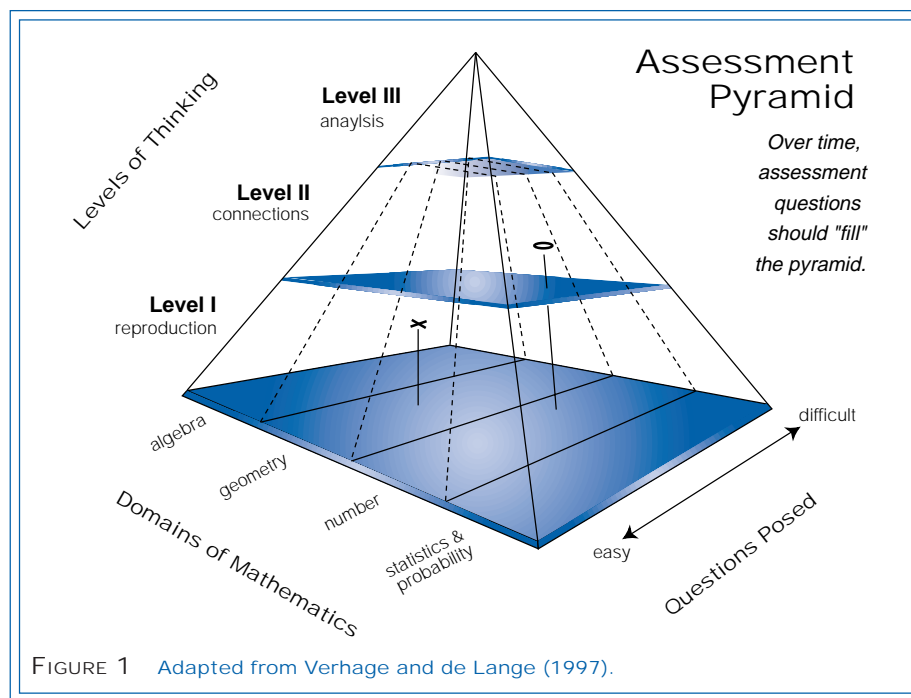 Assessment
Pyramid
Over time,
assessment
questions
should "fill"
the pyramid.
Levels of Thinking
Level III
anaylsis
Level II
connections
Level I
reproduction
X
O
algebra
geometry
number
statistics &
probability
Domains of Mathematics
easy
difficult
Questions Posed
FIGURE 1 Adapted from Verhage and de Lange (1997).